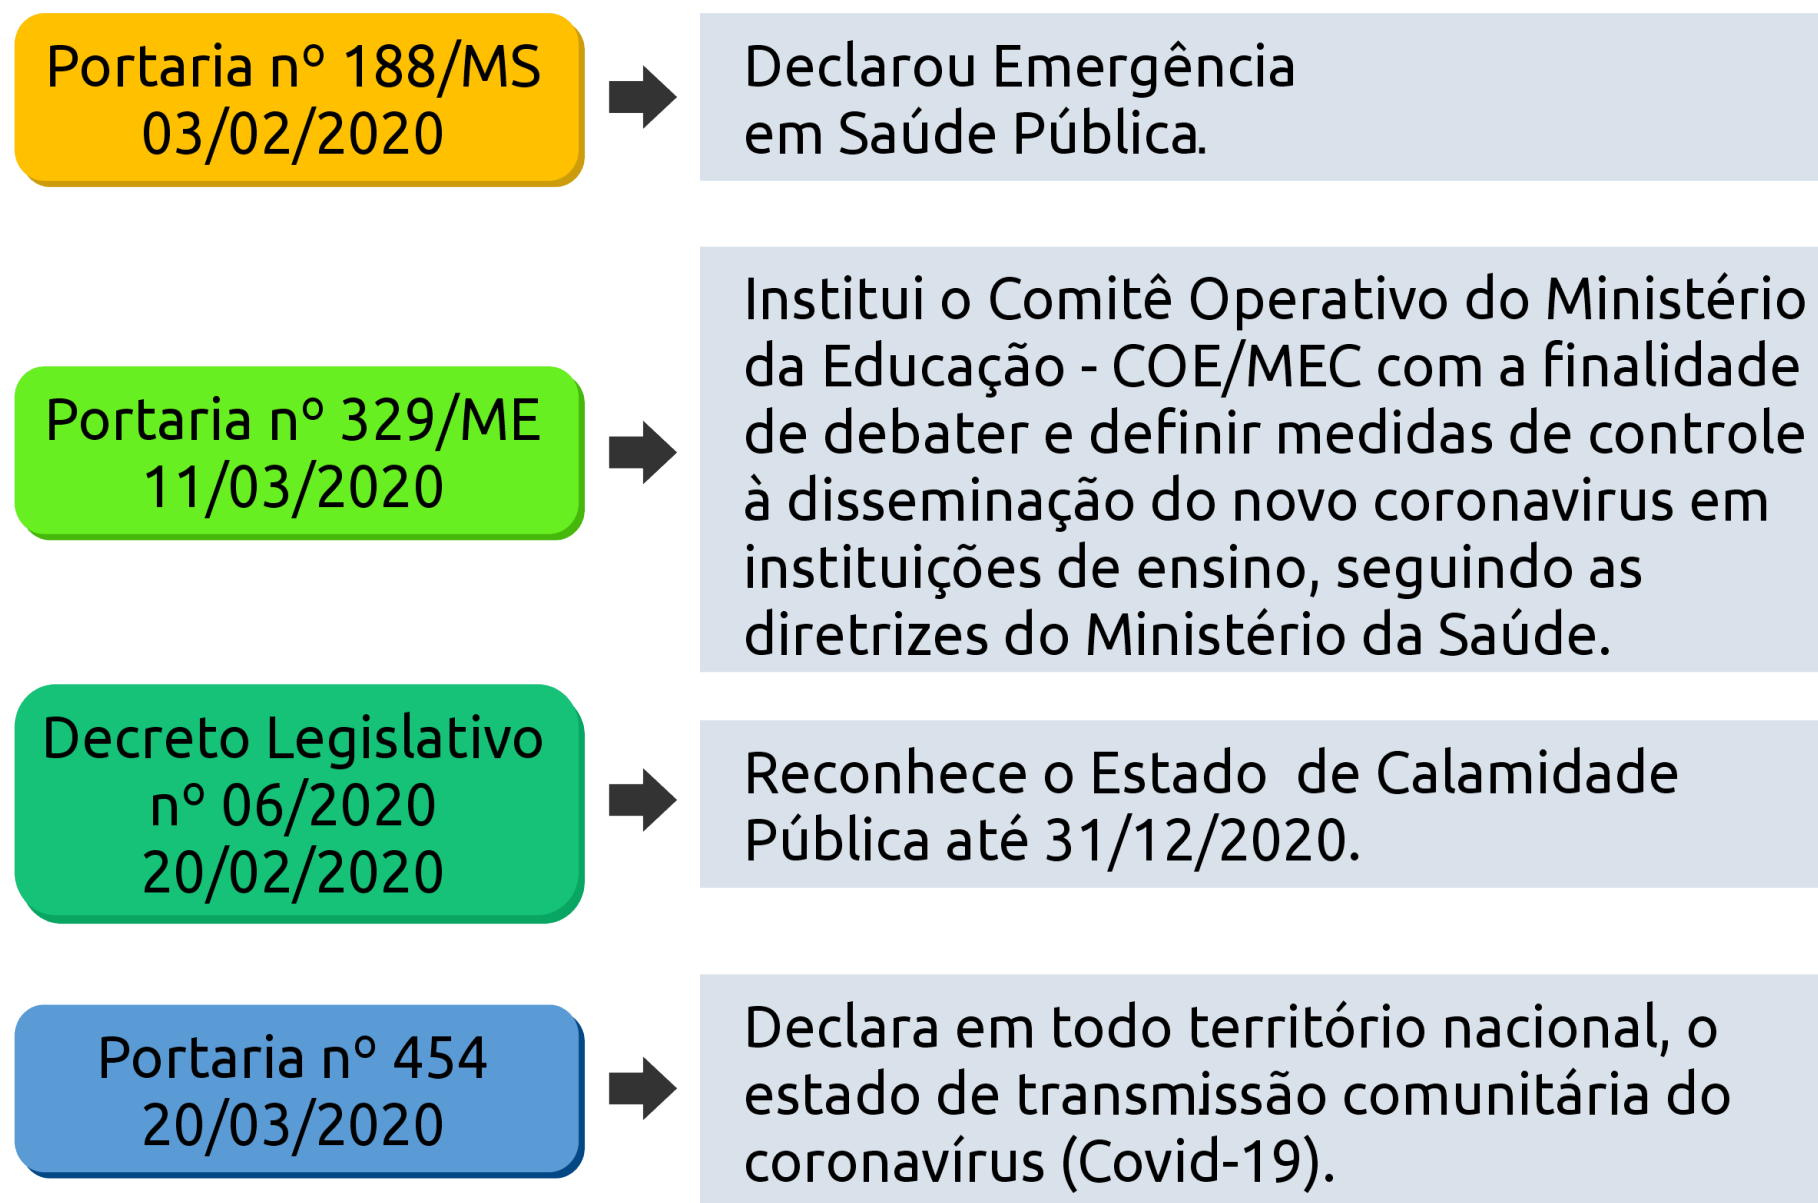 Portaria nº 188/MS
03/02/2020
Declarou Emergência
em Saúde Pública.
Portaria nº 329/ME
11/03/2020
Institui o Comitê Operativo do Ministério
da Educação - COE/MEC com a finalidade
de debater e definir medidas de controle
à disseminação do novo coronavirus em
instituições de ensino, seguindo as
diretrizes do Ministério da Saúde.
Decreto Legislativo
nº 06/2020
20/02/2020
Reconhece o Estado de Calamidade
Pública até 31/12/2020.
Portaria nº 454
20/03/2020
Declara em todo território nacional, o
estado de transmissão comunitária do
coronavírus (Covid-19).